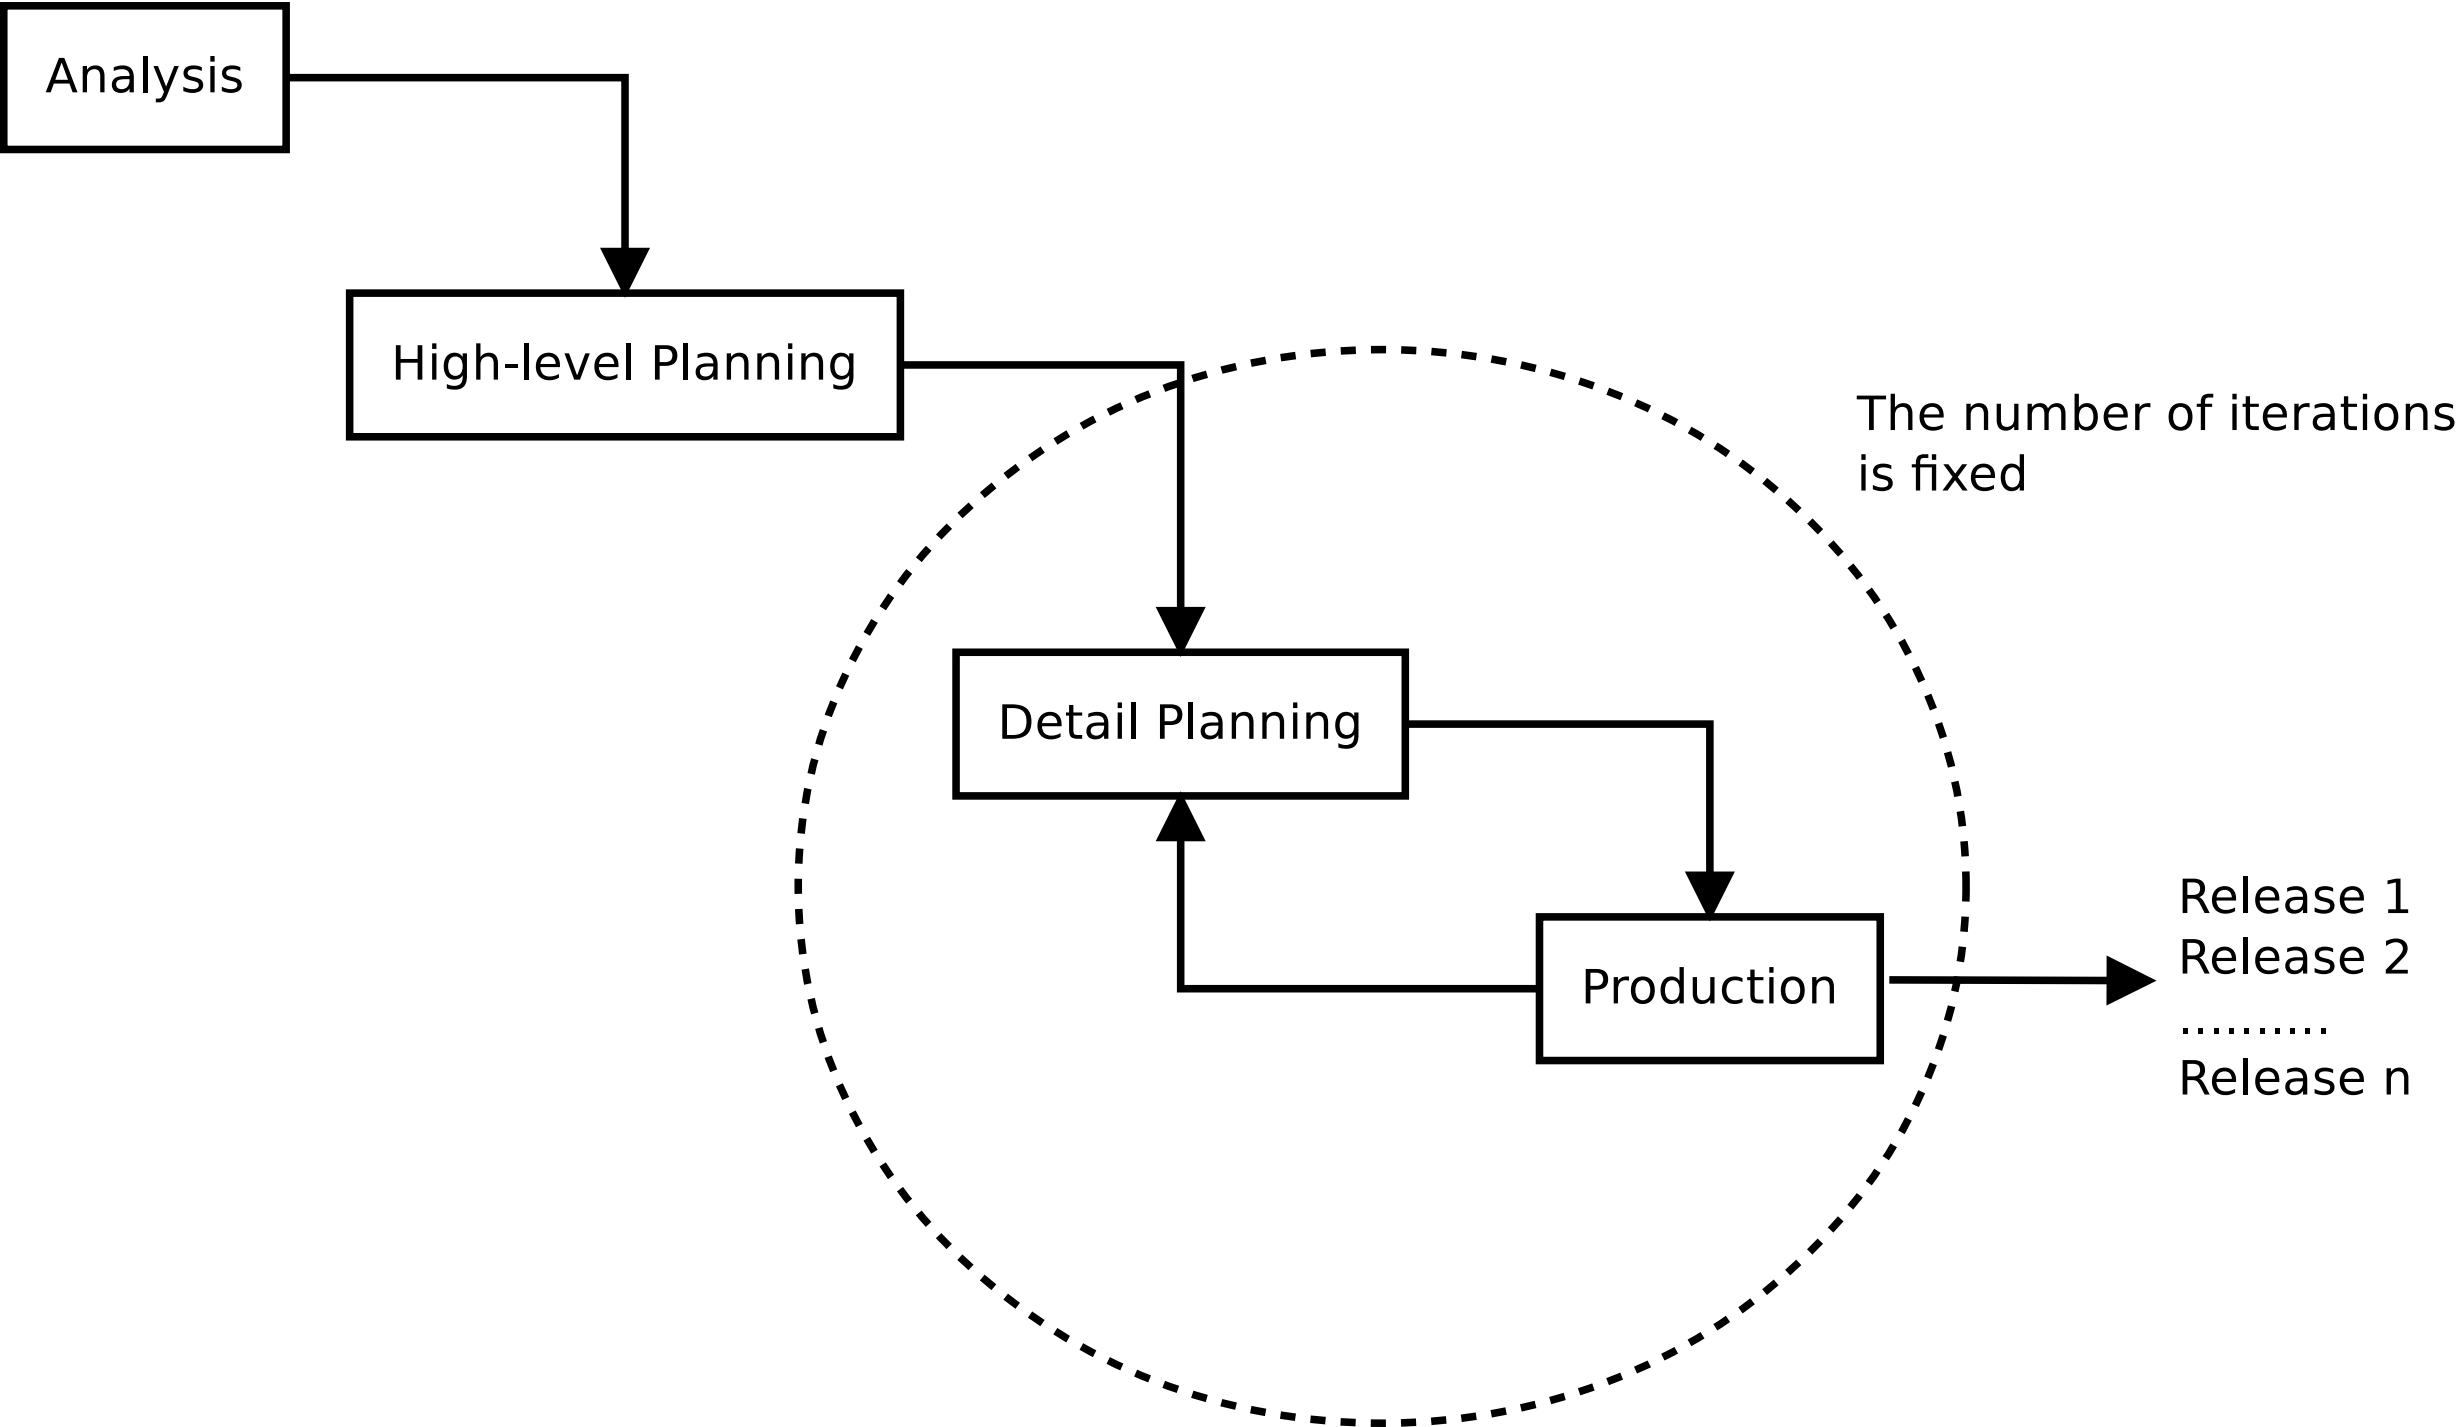 Analysis
High-level Planning
The number of iterations
is fixed
Detail Planning
Production
Release 1
Release 2
...........
Release n